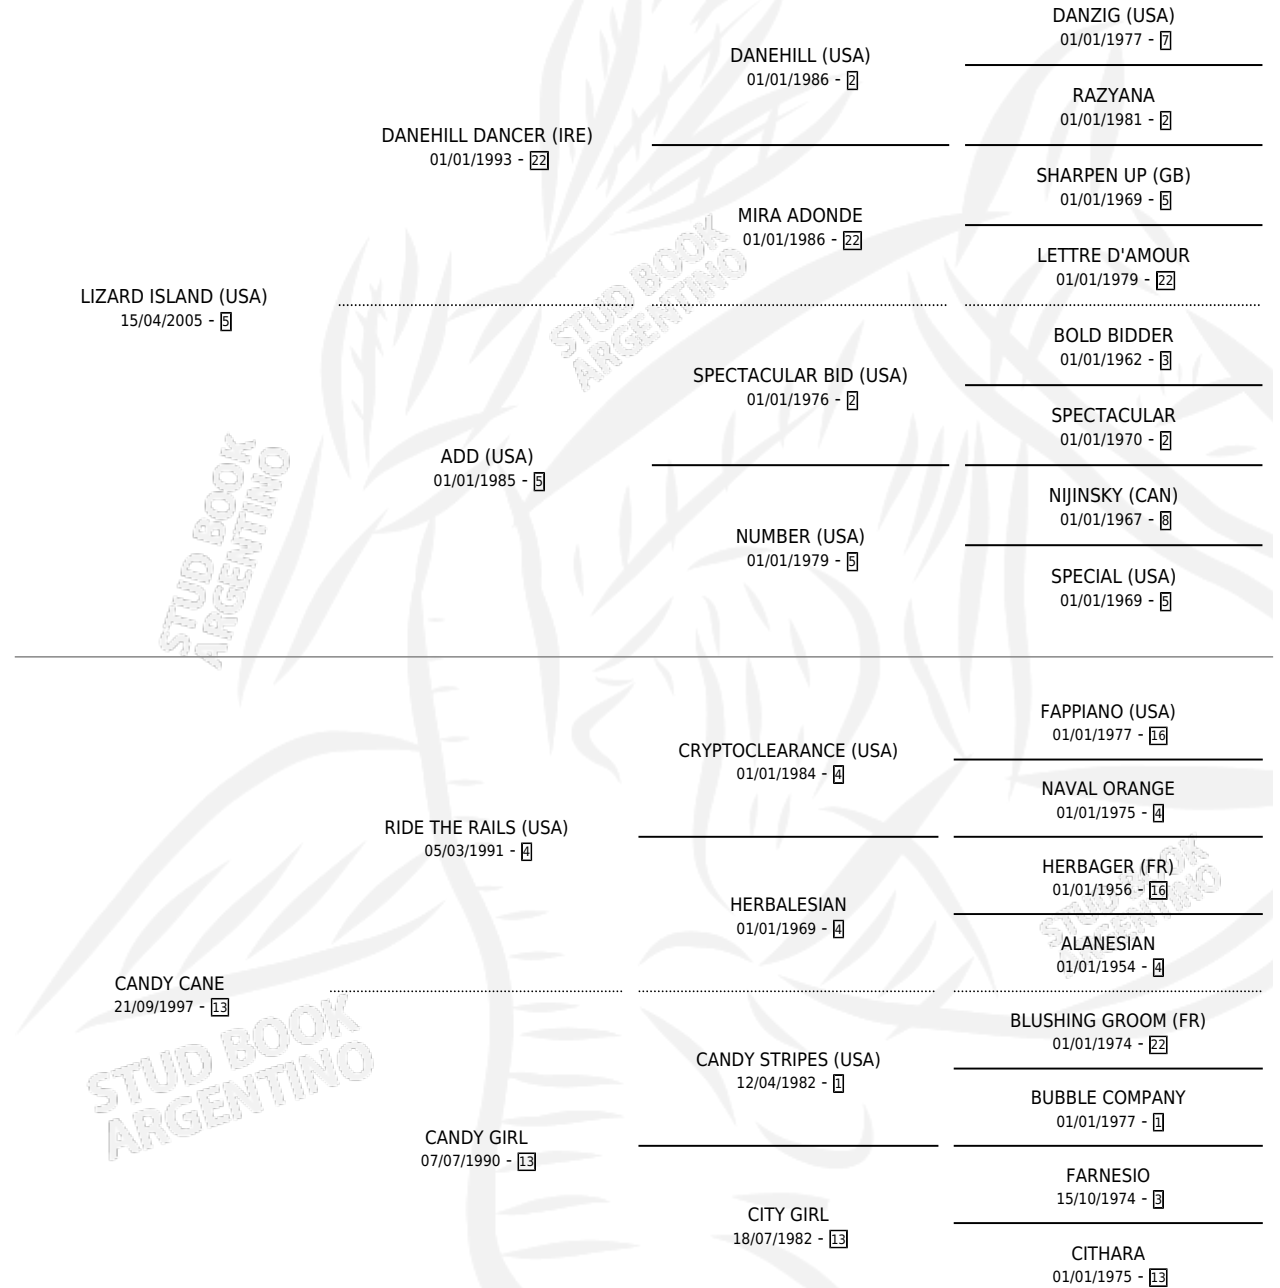 DANZIG (USA)
01/01/1977 - 7
DANEHILL (USA)
01/01/1986 - 2
RAZYANA
01/01/1981 - 2
DANEHILL DANCER (IRE)
01/01/1993 - 22
SHARPEN UP (GB)
01/01/1969 - 5
MIRA ADONDE
01/01/1986 - 22
LETTRE D'AMOUR
01/01/1979 - 22
LIZARD ISLAND (USA)
15/04/2005 - 5
STUD BOOK
ARGENTINO
BOLD BIDDER
01/01/1962 - 3
SPECTACULAR BID (USA)
01/01/1976 - 2
SPECTACULAR
01/01/1970 - 2
ADD (USA)
01/01/1985 - 5
NIJINSKY (CAN)
01/01/1967 - 8
NUMBER (USA)
01/01/1979 - 5
SPECIAL (USA)
01/01/1969 - 5
STUD BOOK
ARGENTINO
FAPPIANO (USA)
01/01/1977 - 16
CRYPTOCLEARANCE (USA)
01/01/1984 - 4
NAVAL ORANGE
01/01/1975 - 4
RIDE THE RAILS (USA)
05/03/1991 - 4
HERBAGER (FR)
01/01/1956 - 16
HERBALESIAN
01/01/1969 - 4
STUD BOOK
ARGENTINO
ALANESIAN
01/01/1954 - 4
CANDY CANE
21/09/1997 - 13
BLUSHING GROOM (FR)
01/01/1974 - 22
CANDY STRIPES (USA)
12/04/1982 - 1
STUD BOOK
ARGENTINO
BUBBLE COMPANY
01/01/1977 - 1
CANDY GIRL
07/07/1990 - 13
FARNESIO
15/10/1974 - 3
CITY GIRL
18/07/1982 - 13
CITHARA
01/01/1975 - 13